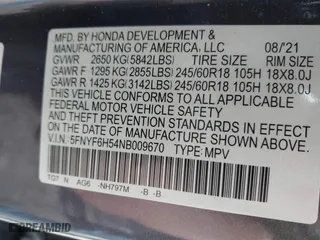 MFD. BY HONDA DEVELOPMENT &
MANUFACTURING OF AMERICA, LLC 08/'21
GVWR 2650 KG(5842LBS) TIRE SIZE RIM SIZE
GAWR F 1295 KG(2855LBS) 245/60R18 105H 18X8.0J
GAWR R 1425 KG(3142LBS) 245/60R18 105H 18X8.0J
THIS VEHICLE CONFORMS TO ALL APPLICABLE
FEDERAL MOTOR VEHICLE SAFETY AND
THEFT PREVENTION STANDARDS IN EFFECT ON
THE DATE OF MANUFACTURE SHOWN ABOVE.
V.I.N.: 5FNYF6H54NB009670 TYPE: MPV
AG6 NH797M -B -B
DREAMBID